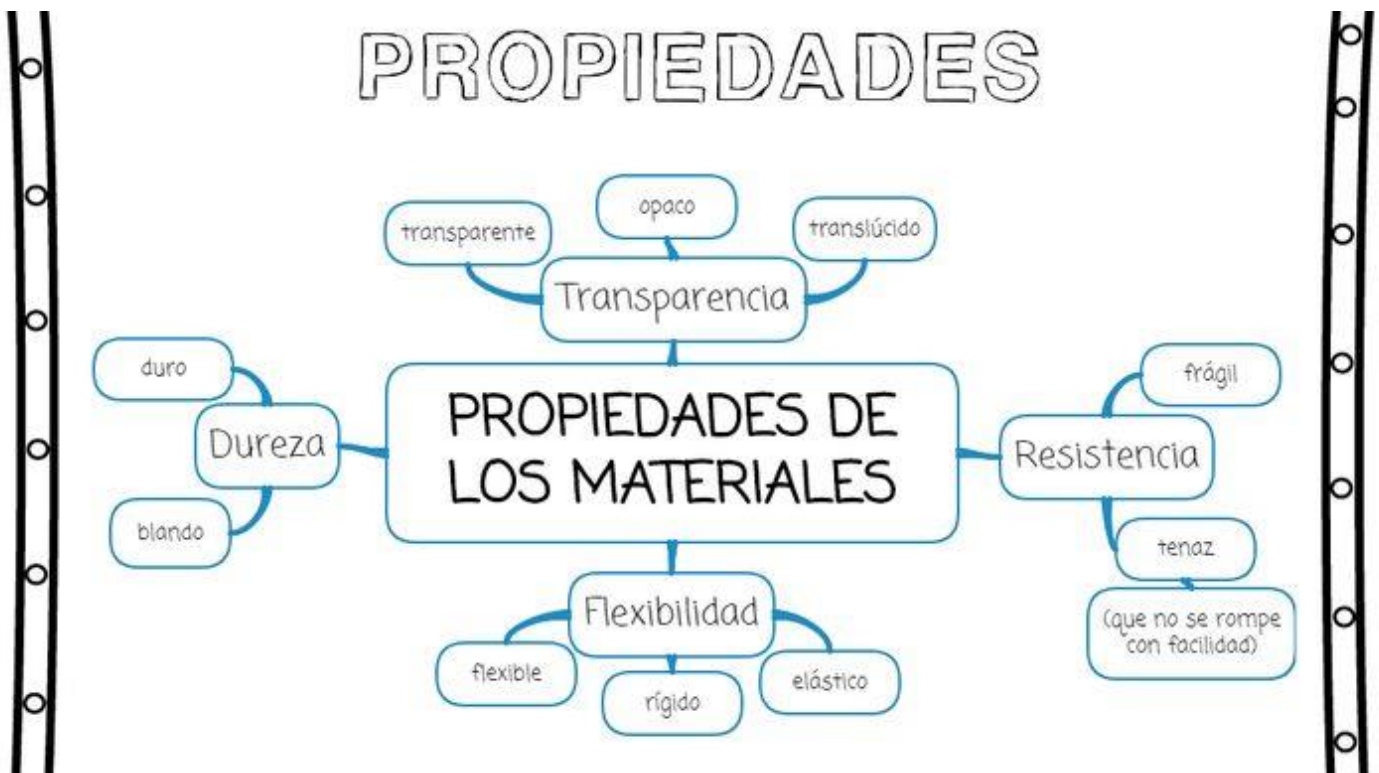 PROPIEDADES
opaco
transparente
translúcido
Transparencia
duro
Dureza
blando
PROPIEDADES DE
LOS MATERIALES
frágil
Resistencia
tenaz
(que no se rompe
con facilidad)
Flexibilidad
flexible
rígido
elástico